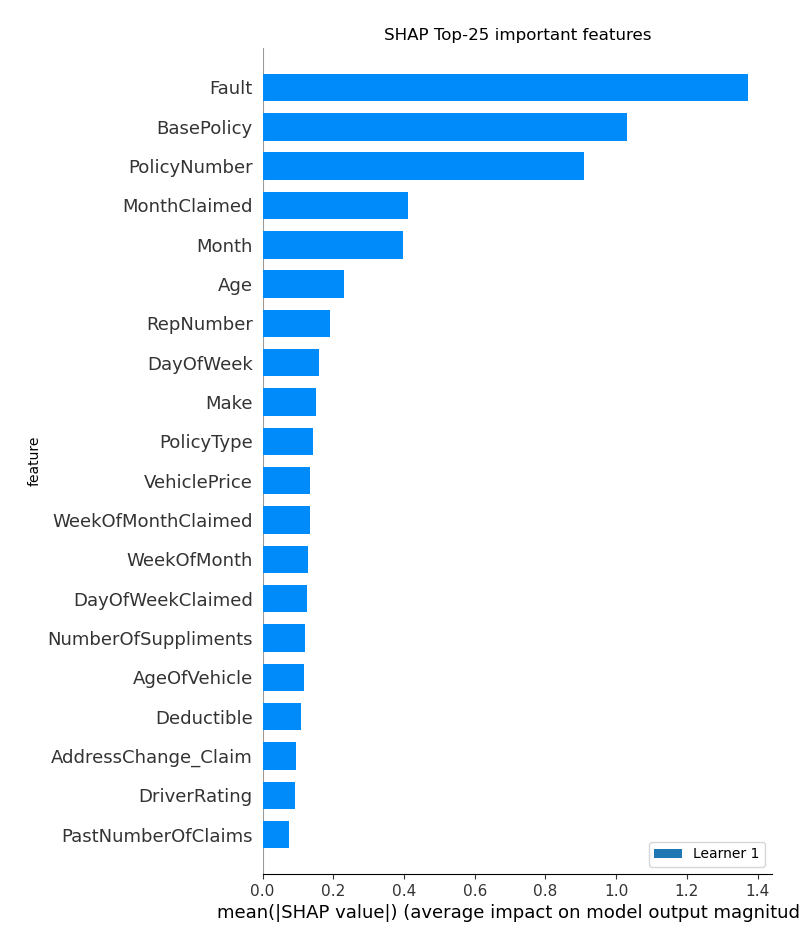 SHAP Top-25 important features
feature
Fault
BasePolicy
PolicyNumber
MonthClaimed
Month
Age
RepNumber
DayOfWeek
Make
PolicyType
VehiclePrice
WeekOfMonthClaimed
WeekOfMonth
DayOfWeekClaimed
NumberOfSuppliments
AgeOfVehicle
Deductible
AddressChange_Claim
DriverRating
PastNumberOfClaims
Learner 1
0.0 0.2 0.4 0.6 0.8 1.0 1.2 1.4
mean(|SHAP value|) (average impact on model output magnitud